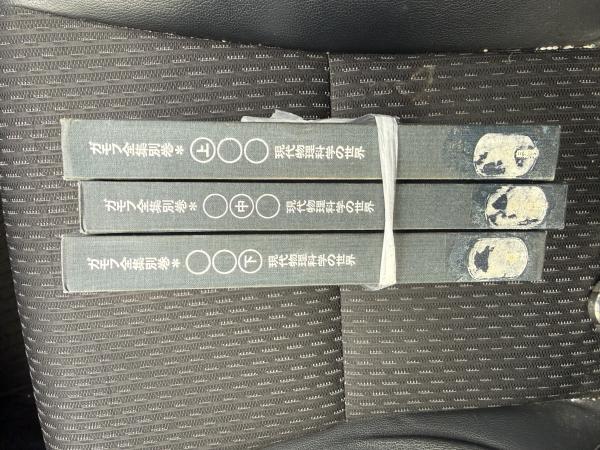 ガモフ全集別巻* 上 現代物理科学の世界
ガモフ全集別巻* 中 現代物理科学の世界
ガモフ全集別巻* 下 現代物理科学の世界